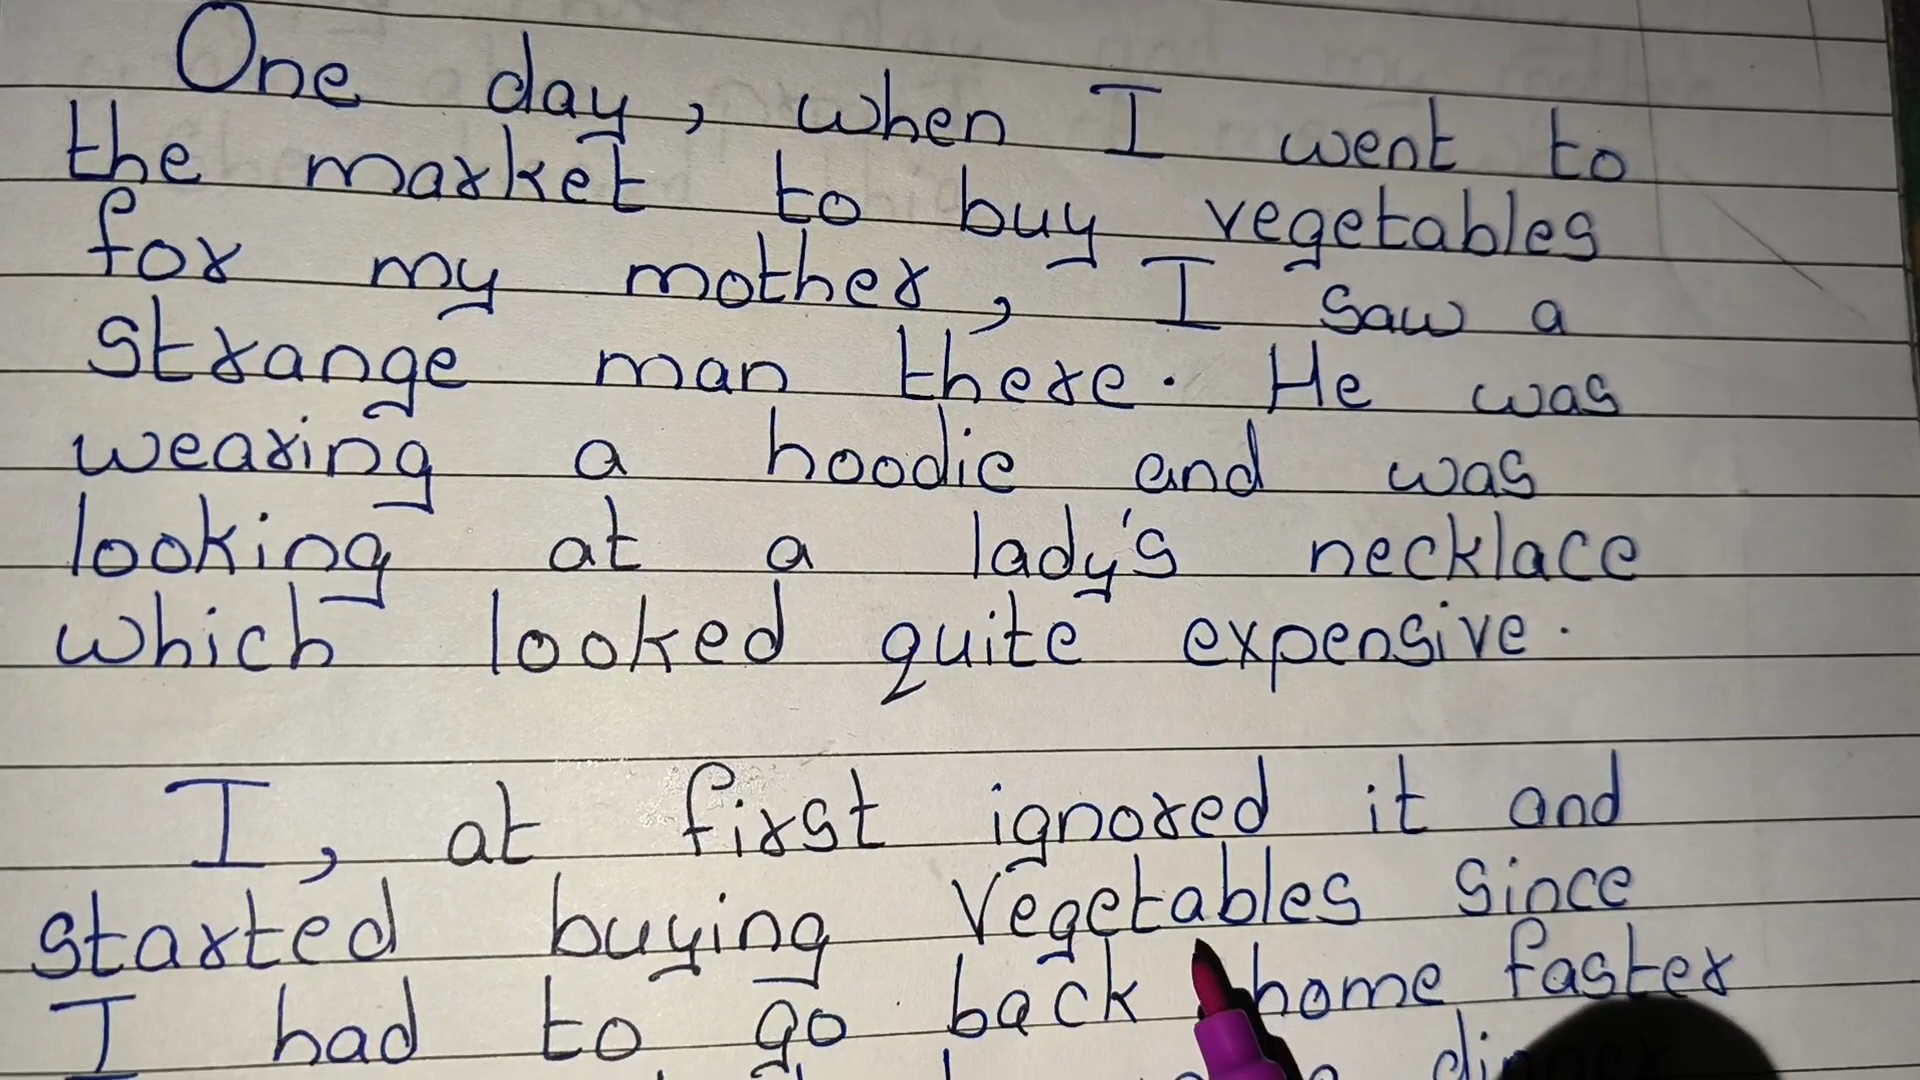 One day, when I went to
the market to buy vegetables
for my mother, I saw a
strange man there. He was
wearing a hoodie and was
looking at a lady's necklace
which looked quite expensive.
I, at first ignored it and
started buying vegetables since
I had to go back home faster
dinner